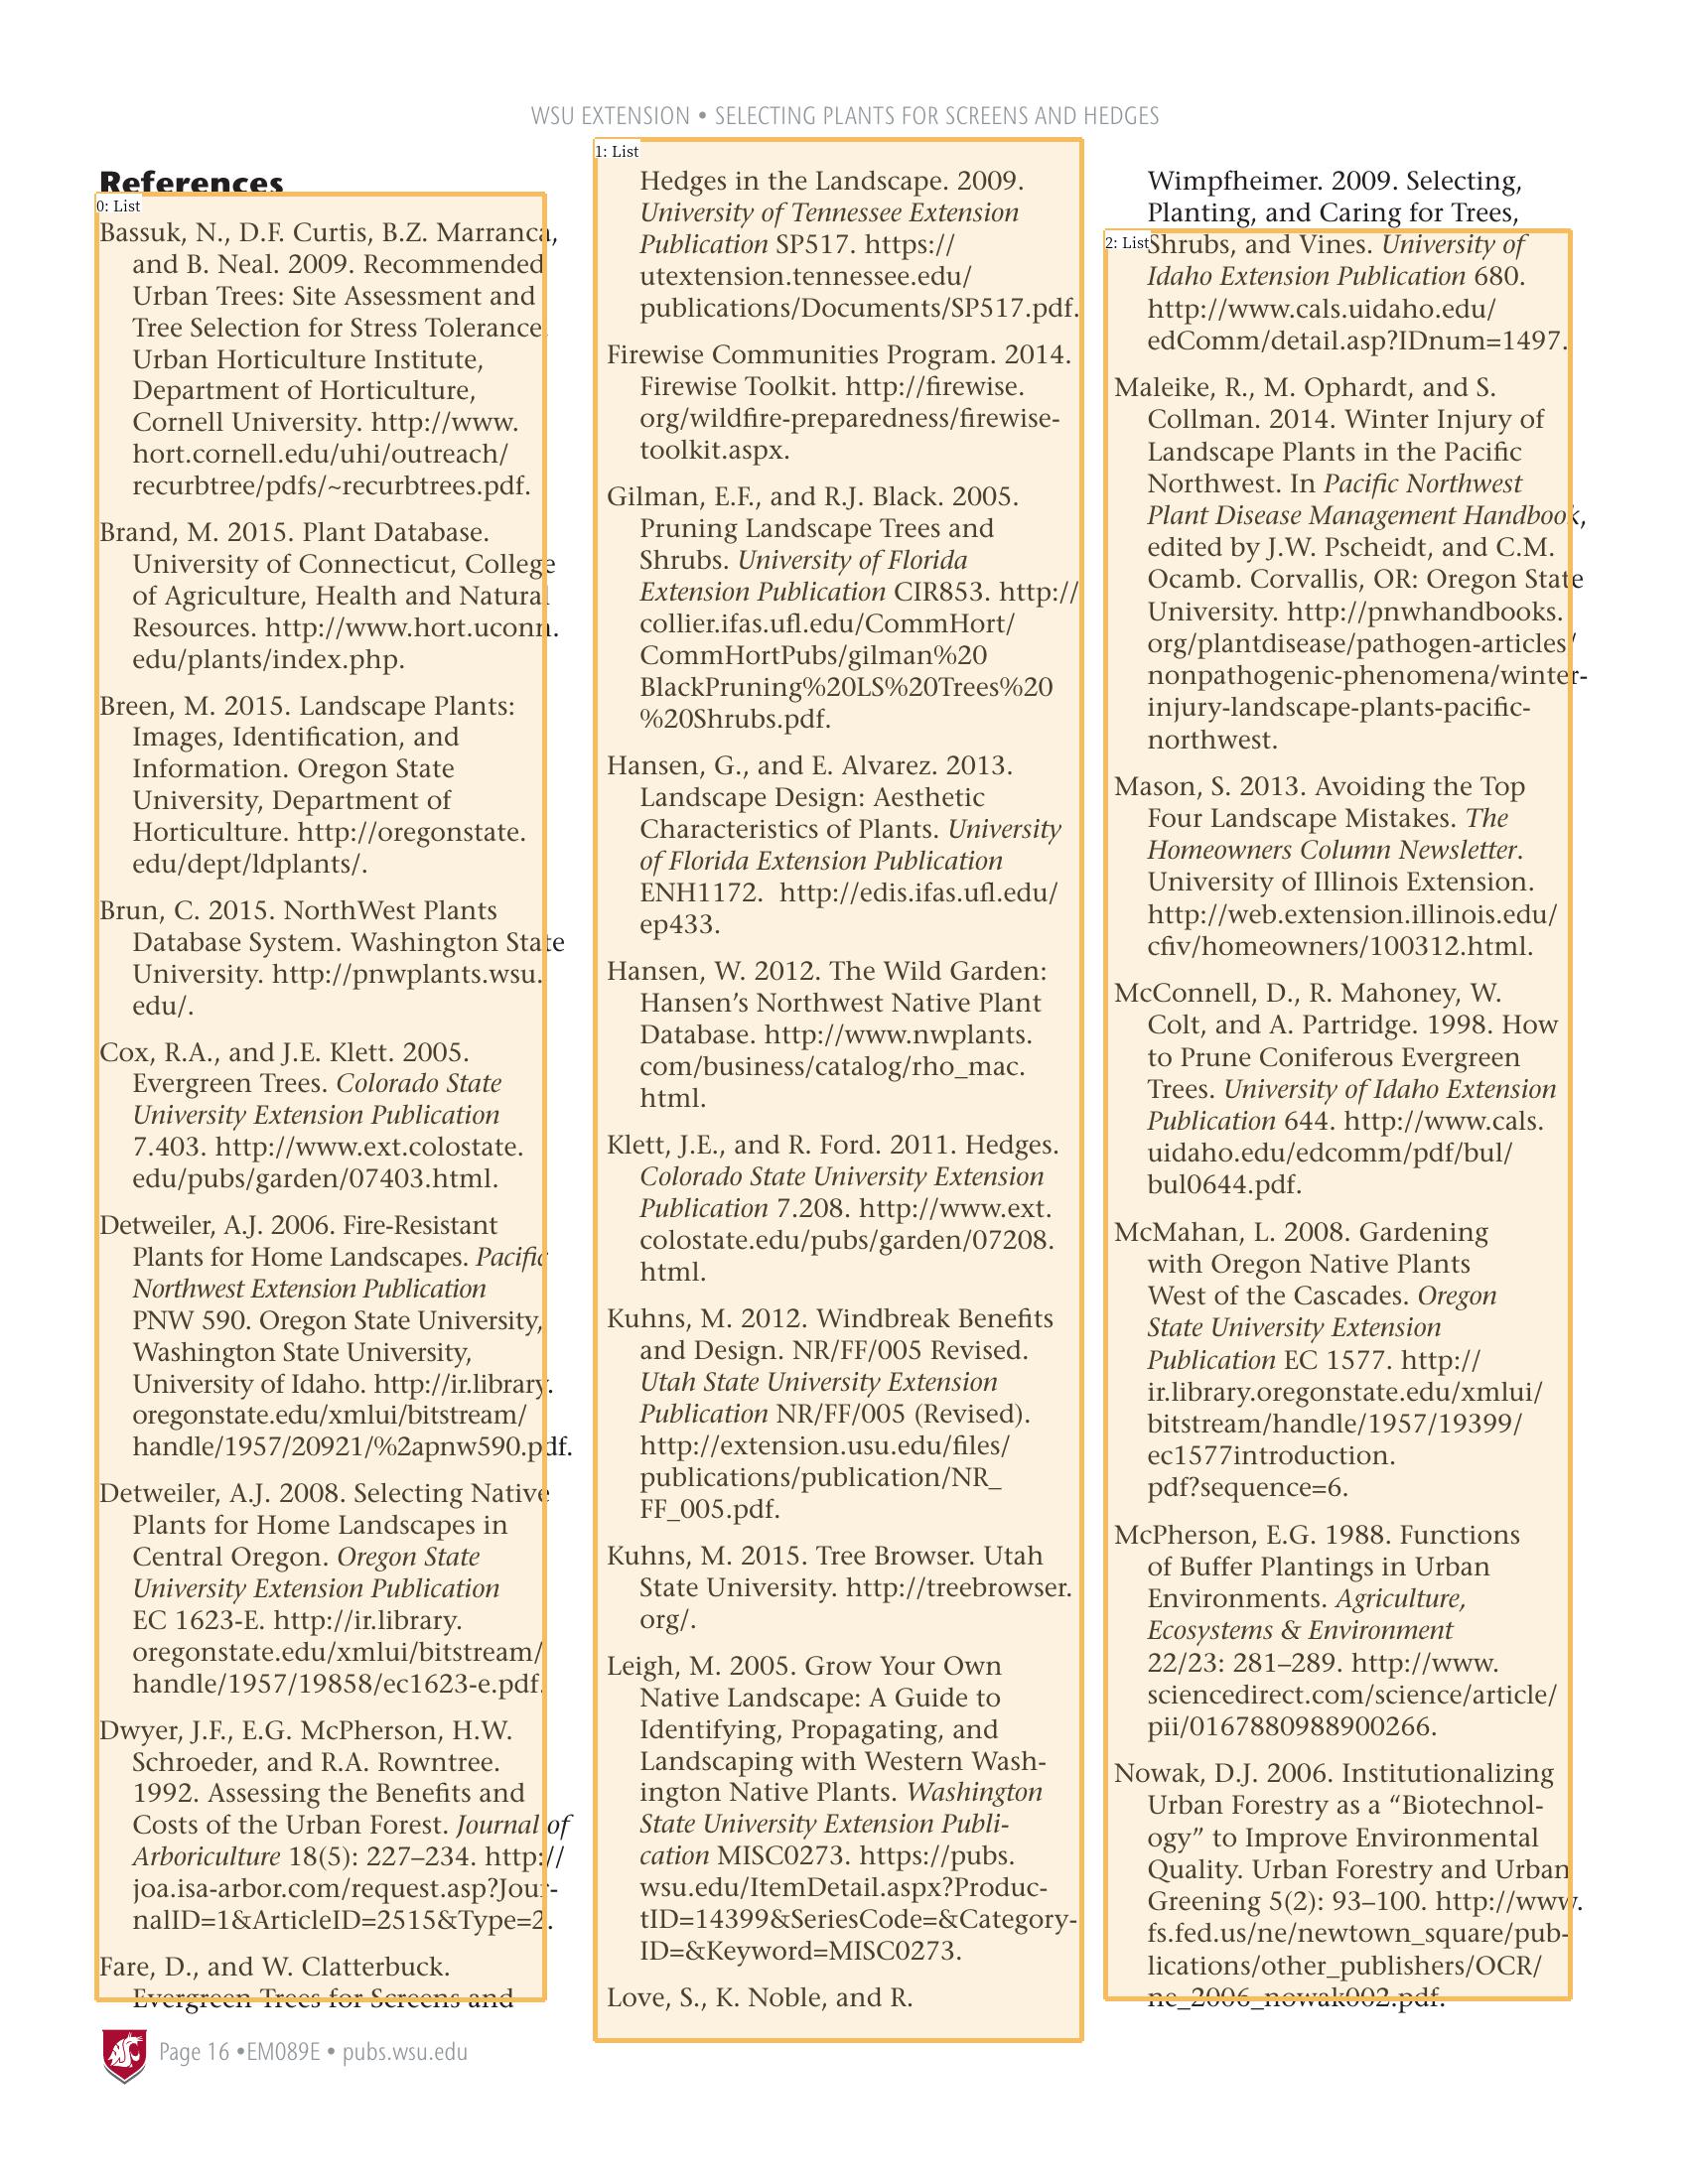 WSU EXTENSION • SELECTING PLANTS FOR SCREENS AND HEDGES
References
0: List
Bassuk, N., D.F. Curtis, B.Z. Marranca,
and B. Neal. 2009. Recommended
Urban Trees: Site Assessment and
Tree Selection for Stress Tolerance.
Urban Horticulture Institute,
Department of Horticulture,
Cornell University. http://www.
hort.cornell.edu/uhi/outreach/
recurbtree/pdfs/~recurbtrees.pdf.
Brand, M. 2015. Plant Database.
University of Connecticut, College
of Agriculture, Health and Natural
Resources. http://www.hort.uconn.
edu/plants/index.php.
Breen, M. 2015. Landscape Plants:
Images, Identification, and
Information. Oregon State
University, Department of
Horticulture. http://oregonstate.
edu/dept/ldplants/.
Brun, C. 2015. NorthWest Plants
Database System. Washington State
University. http://pnwplants.wsu.
edu/.
Cox, R.A., and J.E. Klett. 2005.
Evergreen Trees. Colorado State
University Extension Publication
7.403. http://www.ext.colostate.
edu/pubs/garden/07403.html.
Detweiler, A.J. 2006. Fire-Resistant
Plants for Home Landscapes. Pacific
Northwest Extension Publication
PNW 590. Oregon State University,
Washington State University,
University of Idaho. http://ir.library.
oregonstate.edu/xmlui/bitstream/
handle/1957/20921/%2apnw590.pdf.
Detweiler, A.J. 2008. Selecting Native
Plants for Home Landscapes in
Central Oregon. Oregon State
University Extension Publication
EC 1623-E. http://ir.library.
oregonstate.edu/xmlui/bitstream/
handle/1957/19858/ec1623-e.pdf.
Dwyer, J.F., E.G. McPherson, H.W.
Schroeder, and R.A. Rowntree.
1992. Assessing the Benefits and
Costs of the Urban Forest. Journal of
Arboriculture 18(5): 227–234. http://
joa.isa-arbor.com/request.asp?Jour-
nalID=1&ArticleID=2515&Type=2.
Fare, D., and W. Clatterbuck.
Evergreen Trees for Screens and
1: List
Hedges in the Landscape. 2009.
University of Tennessee Extension
Publication SP517. https://
utextension.tennessee.edu/
publications/Documents/SP517.pdf.
Firewise Communities Program. 2014.
Firewise Toolkit. http://firewise.
org/wildfire-preparedness/firewise-
toolkit.aspx.
Gilman, E.F., and R.J. Black. 2005.
Pruning Landscape Trees and
Shrubs. University of Florida
Extension Publication CIR853. http://
collier.ifas.ufl.edu/CommHort/
CommHortPubs/gilman%20
BlackPruning%20LS%20Trees%20
%20Shrubs.pdf.
Hansen, G., and E. Alvarez. 2013.
Landscape Design: Aesthetic
Characteristics of Plants. University
of Florida Extension Publication
ENH1172. http://edis.ifas.ufl.edu/
ep433.
Hansen, W. 2012. The Wild Garden:
Hansen’s Northwest Native Plant
Database. http://www.nwplants.
com/business/catalog/rho_mac.
html.
Klett, J.E., and R. Ford. 2011. Hedges.
Colorado State University Extension
Publication 7.208. http://www.ext.
colostate.edu/pubs/garden/07208.
html.
Kuhns, M. 2012. Windbreak Benefits
and Design. NR/FF/005 Revised.
Utah State University Extension
Publication NR/FF/005 (Revised).
http://extension.usu.edu/files/
publications/publication/NR_
FF_005.pdf.
Kuhns, M. 2015. Tree Browser. Utah
State University. http://treebrowser.
org/.
Leigh, M. 2005. Grow Your Own
Native Landscape: A Guide to
Identifying, Propagating, and
Landscaping with Western Wash-
ington Native Plants. Washington
State University Extension Publi-
cation MISC0273. https://pubs.
wsu.edu/ItemDetail.aspx?Produc-
tID=14399&SeriesCode=&Category-
ID=&Keyword=MISC0273.
Love, S., K. Noble, and R.
Wimpfheimer. 2009. Selecting,
Planting, and Caring for Trees,
2: List
Shrubs, and Vines. University of
Idaho Extension Publication 680.
http://www.cals.uidaho.edu/
edComm/detail.asp?IDnum=1497.
Maleike, R., M. Ophardt, and S.
Collman. 2014. Winter Injury of
Landscape Plants in the Pacific
Northwest. In Pacific Northwest
Plant Disease Management Handbook,
edited by J.W. Pscheidt, and C.M.
Ocamb. Corvallis, OR: Oregon State
University. http://pnwhandbooks.
org/plantdisease/pathogen-articles/
nonpathogenic-phenomena/winter-
injury-landscape-plants-pacific-
northwest.
Mason, S. 2013. Avoiding the Top
Four Landscape Mistakes. The
Homeowners Column Newsletter.
University of Illinois Extension.
http://web.extension.illinois.edu/
cfiv/homeowners/100312.html.
McConnell, D., R. Mahoney, W.
Colt, and A. Partridge. 1998. How
to Prune Coniferous Evergreen
Trees. University of Idaho Extension
Publication 644. http://www.cals.
uidaho.edu/edcomm/pdf/bul/
bul0644.pdf.
McMahan, L. 2008. Gardening
with Oregon Native Plants
West of the Cascades. Oregon
State University Extension
Publication EC 1577. http://
ir.library.oregonstate.edu/xmlui/
bitstream/handle/1957/19399/
ec1577introduction.
pdf?sequence=6.
McPherson, E.G. 1988. Functions
of Buffer Plantings in Urban
Environments. Agriculture,
Ecosystems & Environment
22/23: 281–289. http://www.
sciencedirect.com/science/article/
pii/0167880988900266.
Nowak, D.J. 2006. Institutionalizing
Urban Forestry as a “Biotechnol-
ogy” to Improve Environmental
Quality. Urban Forestry and Urban
Greening 5(2): 93–100. http://www.
fs.fed.us/ne/newtown_square/pub-
lications/other_publishers/OCR/
ne_2006_nowak002.pdf.
Page 16 •EM089E • pubs.wsu.edu